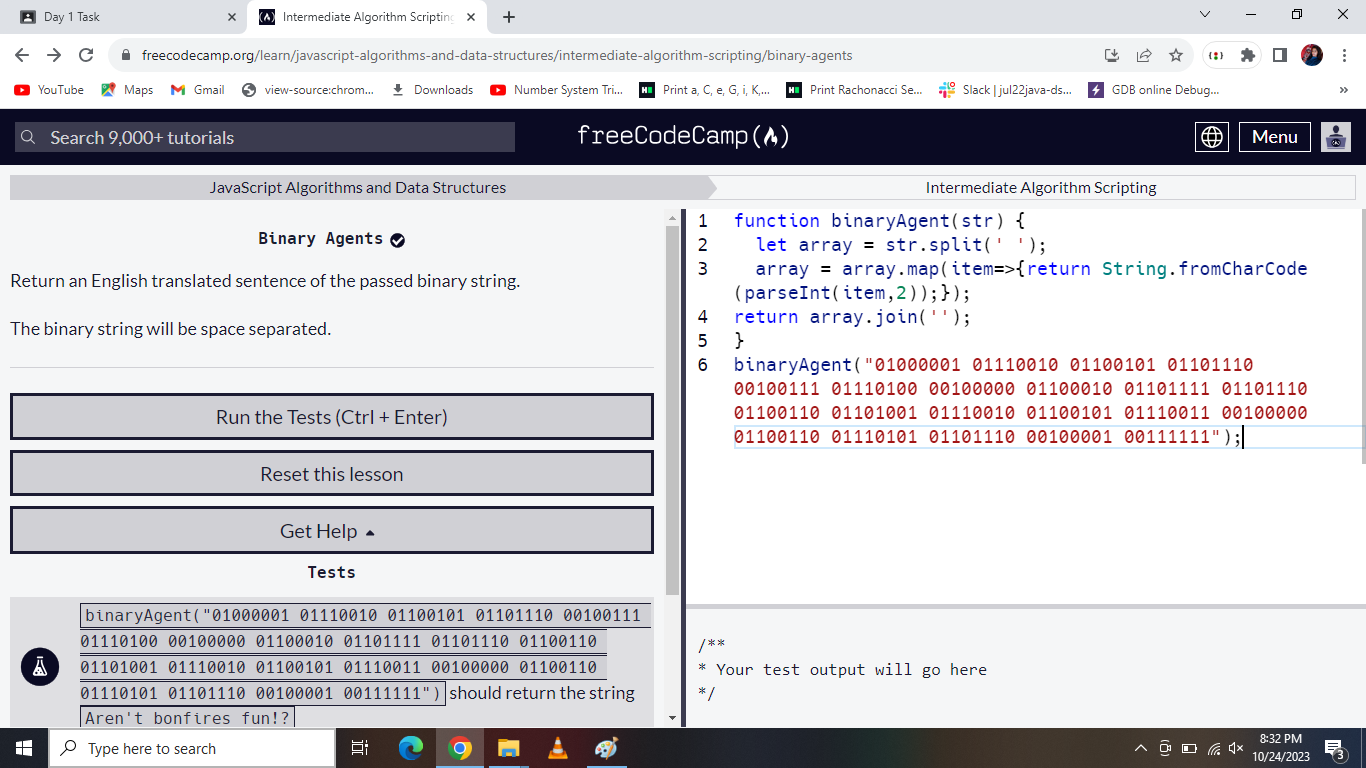 Day 1 Task
Intermediate Algorithm Scripting
freecodecamp.org/learn/javascript-algorithms-and-data-structures/intermediate-algorithm-scripting/binary-agents
YouTube Maps Gmail view-source:chrom... Downloads Number System Tri... Print a, C, e, G, i, K,... Print Rachonacci Se... Slack | jul22java-ds... GDB online Debug... »
Search 9,000+ tutorials
freeCodeCamp
Menu
JavaScript Algorithms and Data Structures
Intermediate Algorithm Scripting
Binary Agents
Return an English translated sentence of the passed binary string.
The binary string will be space separated.
Run the Tests (Ctrl + Enter)
Reset this lesson
Get Help
Tests
binaryAgent("01000001 01110010 01100101 01101110 00100111
01110100 00100000 01100010 01101111 01101110 01100110
01101001 01110010 01100101 01110011 00100000 01100110
01110101 01101110 00100001 00111111") should return the string
Aren't bonfires fun!?
1 function binaryAgent(str) {
2 let array = str.split(' ');
3 array = array.map(item=>{return String.fromCharCode
(parseInt(item,2));});
4 return array.join('');
5 }
6 binaryAgent("01000001 01110010 01100101 01101110
00100111 01110100 00100000 01100010 01101111 01101110
01100110 01101001 01110010 01100101 01110011 00100000
01100110 01110101 01101110 00100001 00111111");
/**
* Your test output will go here
*/
Type here to search
8:32 PM
10/24/2023
3